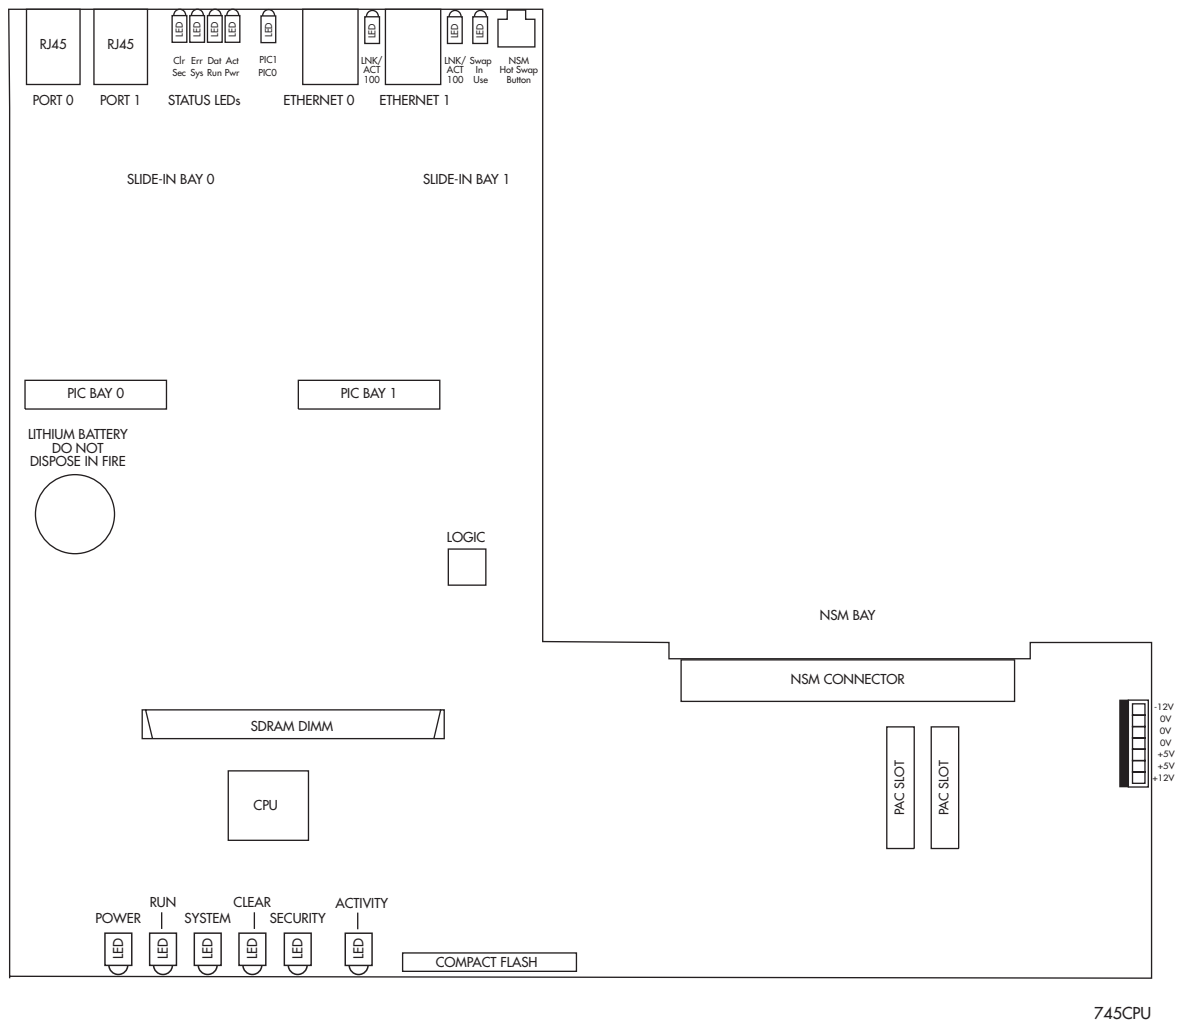 RJ45
RJ45
LED
LED
LED
LED
LED
LED
LED
LED
Clr Err Dat Act
Sec Sys Run Pwr
PIC1
PIC0
LNK/
ACT
100
LNK/
ACT
100
Swap
In
Use
NSM
Hot Swap
Button
PORT 0
PORT 1
STATUS LEDs
ETHERNET 0
ETHERNET 1
SLIDE-IN BAY 0
SLIDE-IN BAY 1
PIC BAY 0
PIC BAY 1
LITHIUM BATTERY
DO NOT
DISPOSE IN FIRE
LOGIC
NSM BAY
NSM CONNECTOR
-12V
0V
0V
0V
+5V
+5V
+12V
SDRAM DIMM
PAC SLOT
PAC SLOT
CPU
POWER
RUN
SYSTEM
CLEAR
SECURITY
ACTIVITY
LED
LED
LED
LED
LED
LED
COMPACT FLASH
745CPU